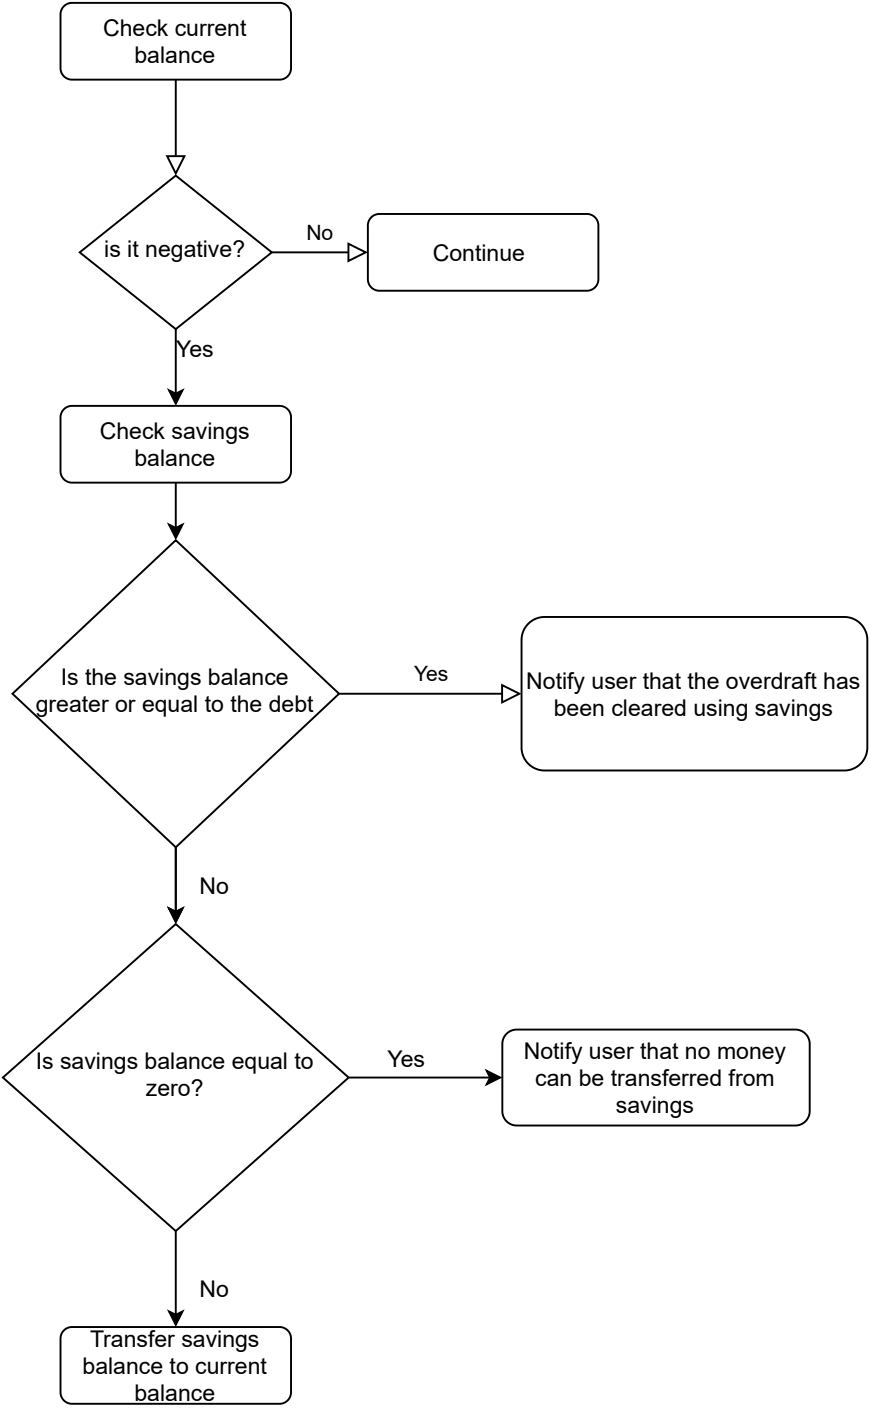 Check current
balance
is it negative?
No
Continue
Yes
Check savings
balance
Is the savings balance
greater or equal to the debt
Yes
Notify user that the overdraft has
been cleared using savings
No
Is savings balance equal to
zero?
Yes
Notify user that no money
can be transferred from
savings
No
Transfer savings
balance to current
balance